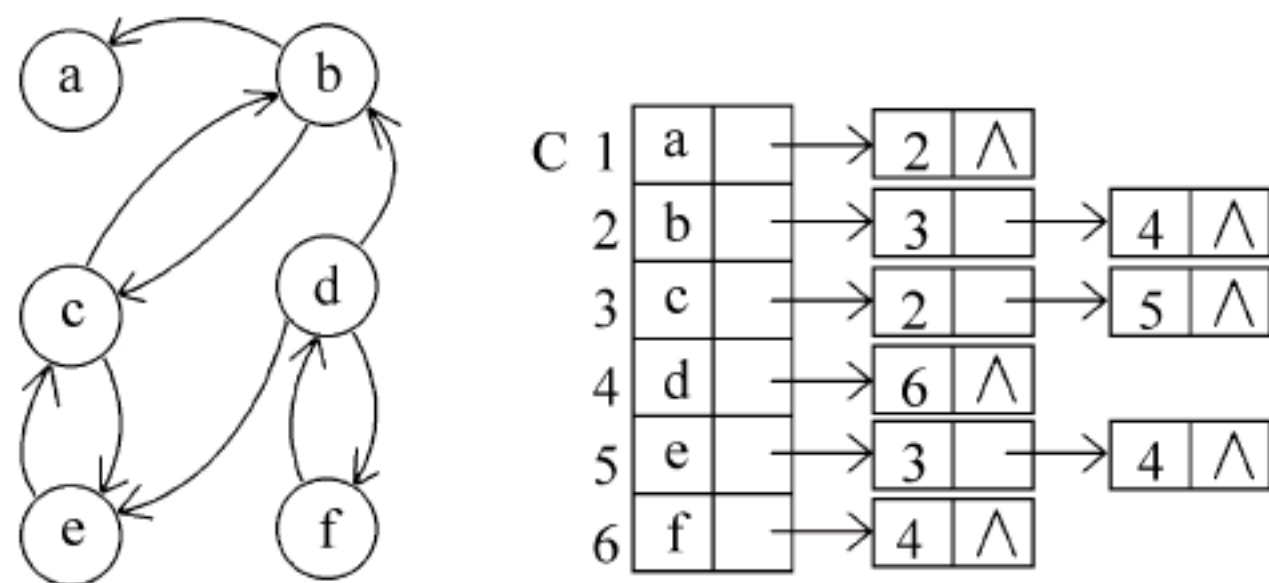 a b
c d
e f
C 1 a 2 ∧
2 b 3 4 ∧
3 c 2 5 ∧
4 d 6 ∧
5 e 3 4 ∧
6 f 4 ∧